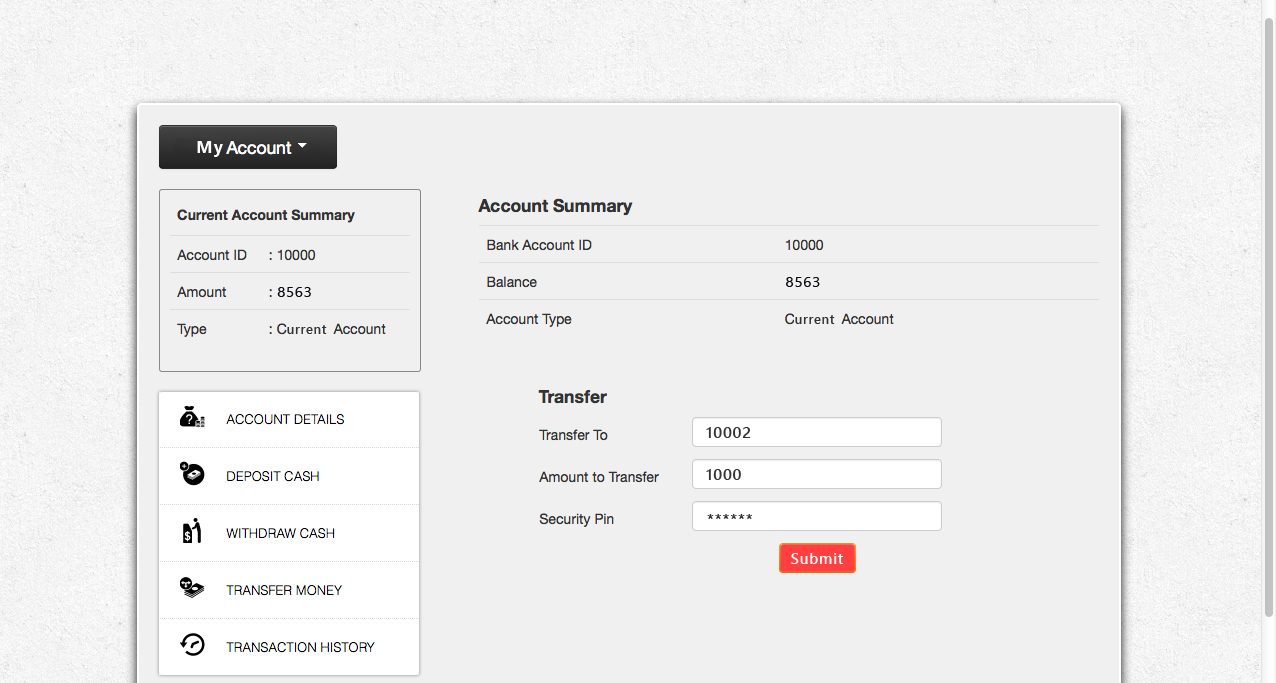 My Account
Current Account Summary
Account ID : 10000
Amount : 8563
Type : Current Account
ACCOUNT DETAILS
DEPOSIT CASH
WITHDRAW CASH
TRANSFER MONEY
TRANSACTION HISTORY
Account Summary
Bank Account ID 10000
Balance 8563
Account Type Current Account
Transfer
Transfer To 10002
Amount to Transfer 1000
Security Pin ******
Submit